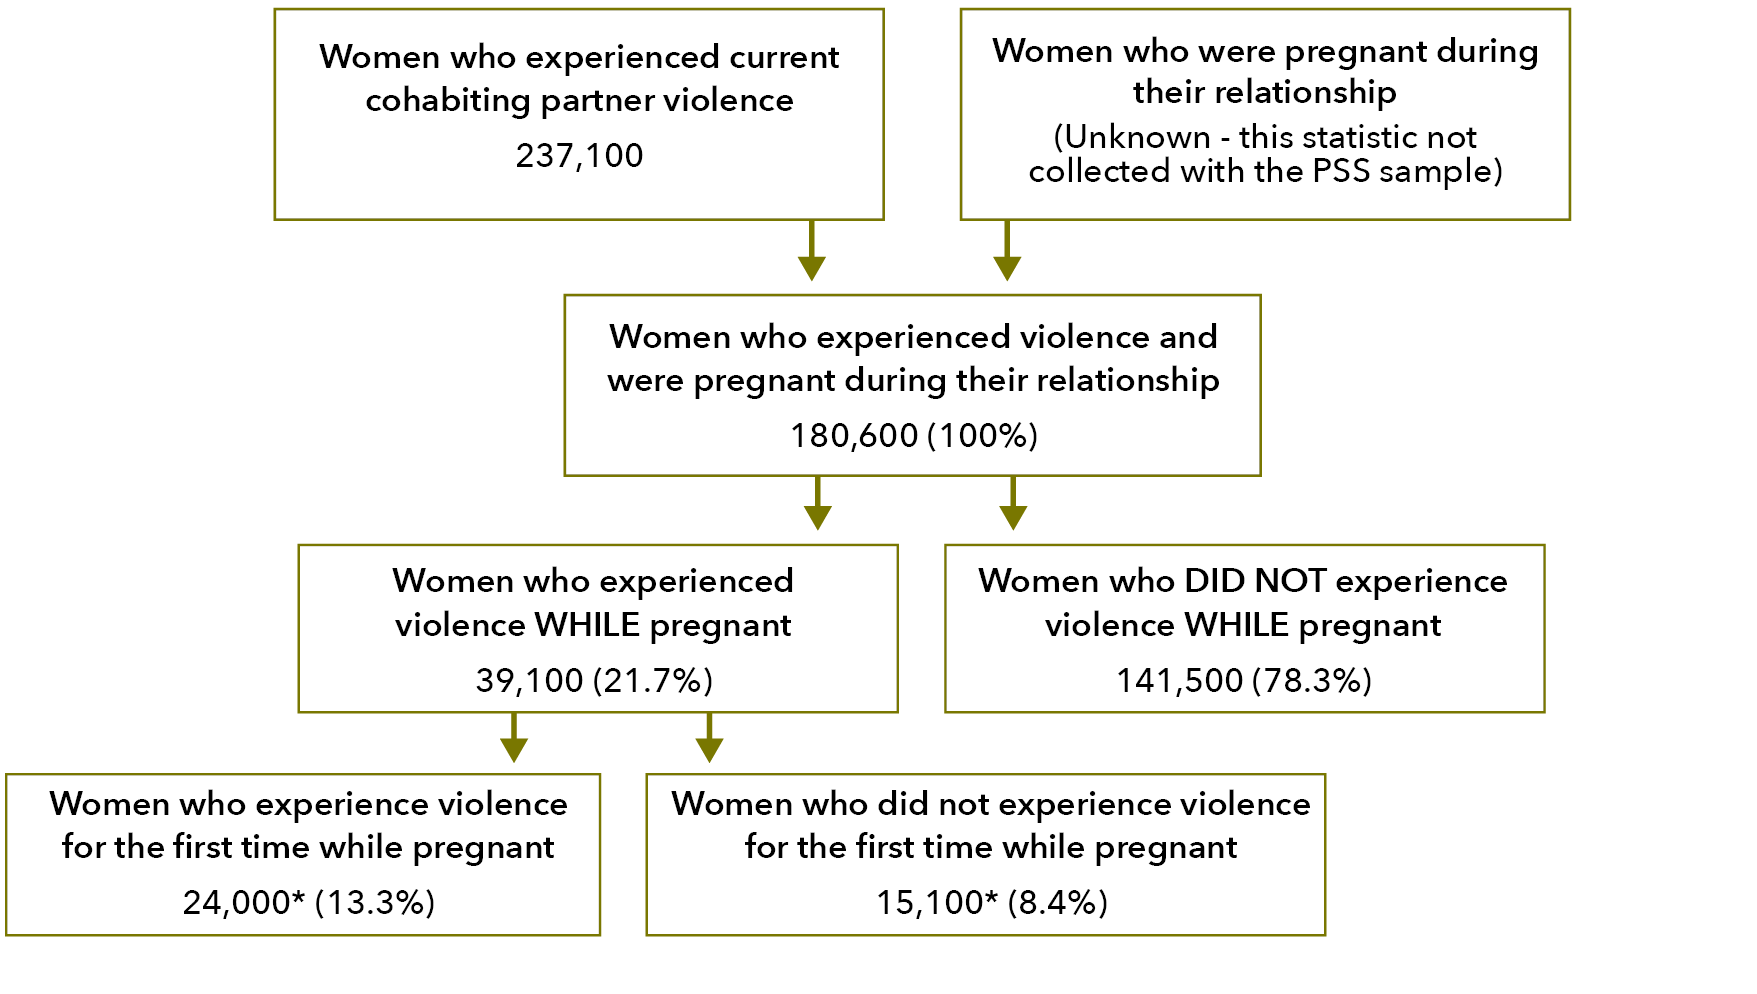 Women who experienced current
cohabiting partner violence
237,100
Women who were pregnant during
their relationship
(Unknown - this statistic not
collected with the PSS sample)
Women who experienced violence and
were pregnant during their relationship
180,600 (100%)
Women who experienced
violence WHILE pregnant
39,100 (21.7%)
Women who DID NOT experience
violence WHILE pregnant
141,500 (78.3%)
Women who experience violence
for the first time while pregnant
24,000* (13.3%)
Women who did not experience violence
for the first time while pregnant
15,100* (8.4%)